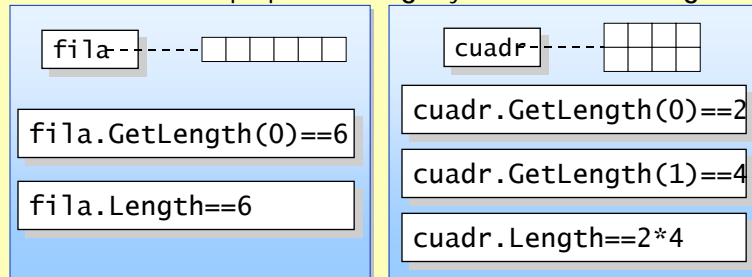 fila
fila.GetLength(0)==6
fila.Length==6
cuadr
cuadr.GetLength(0)==2
cuadr.GetLength(1)==4
cuadr.Length==2*4